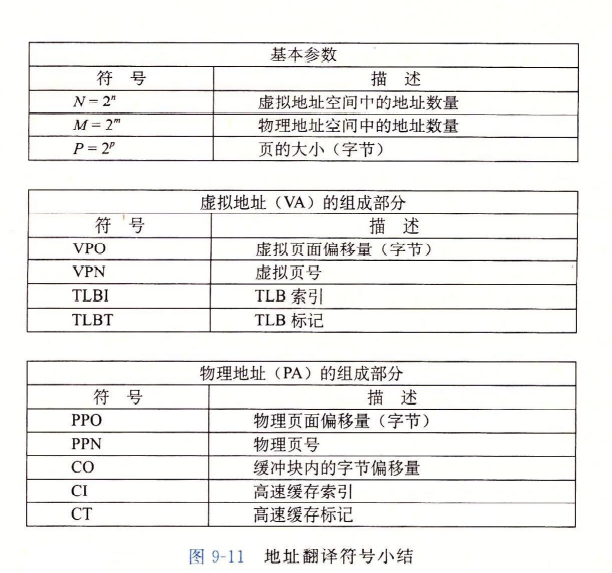 基本参数
符 号 描 述
N = 2ⁿ 虚拟地址空间中的地址数量
M = 2ᵐ 物理地址空间中的地址数量
P = 2ᵖ 页的大小（字节）
虚拟地址（VA）的组成部分
符 号 描 述
VPO 虚拟页面偏移量（字节）
VPN 虚拟页号
TLBI TLB 索引
TLBT TLB 标记
物理地址（PA）的组成部分
符 号 描 述
PPO 物理页面偏移量（字节）
PPN 物理页号
CO 缓冲块内的字节偏移量
CI 高速缓存索引
CT 高速缓存标记
图 9-11 地址翻译符号小结